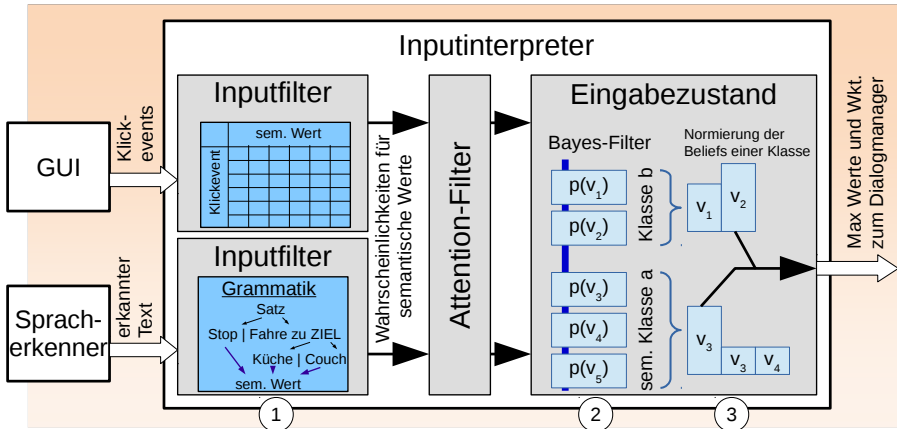 Inputinterpreter
GUI
Klick-
events
Inputfilter
sem. Wert
Klickevent
Sprach-
erkenner
erkannter
Text
Inputfilter
Grammatik
Satz
Stop | Fahre zu ZIEL
Küche | Couch
sem. Wert
1
Wahrscheinlichkeiten für
semantische Werte
Attention-Filter
Eingabezustand
Bayes-Filter
p(v1)
p(v2)
Klasse b
p(v3)
p(v4)
p(v5)
sem. Klasse a
2
Normierung der
Beliefs einer Klasse
v1
v2
v3
v3
v4
3
Max Werte und Wkt.
zum Dialogmanager